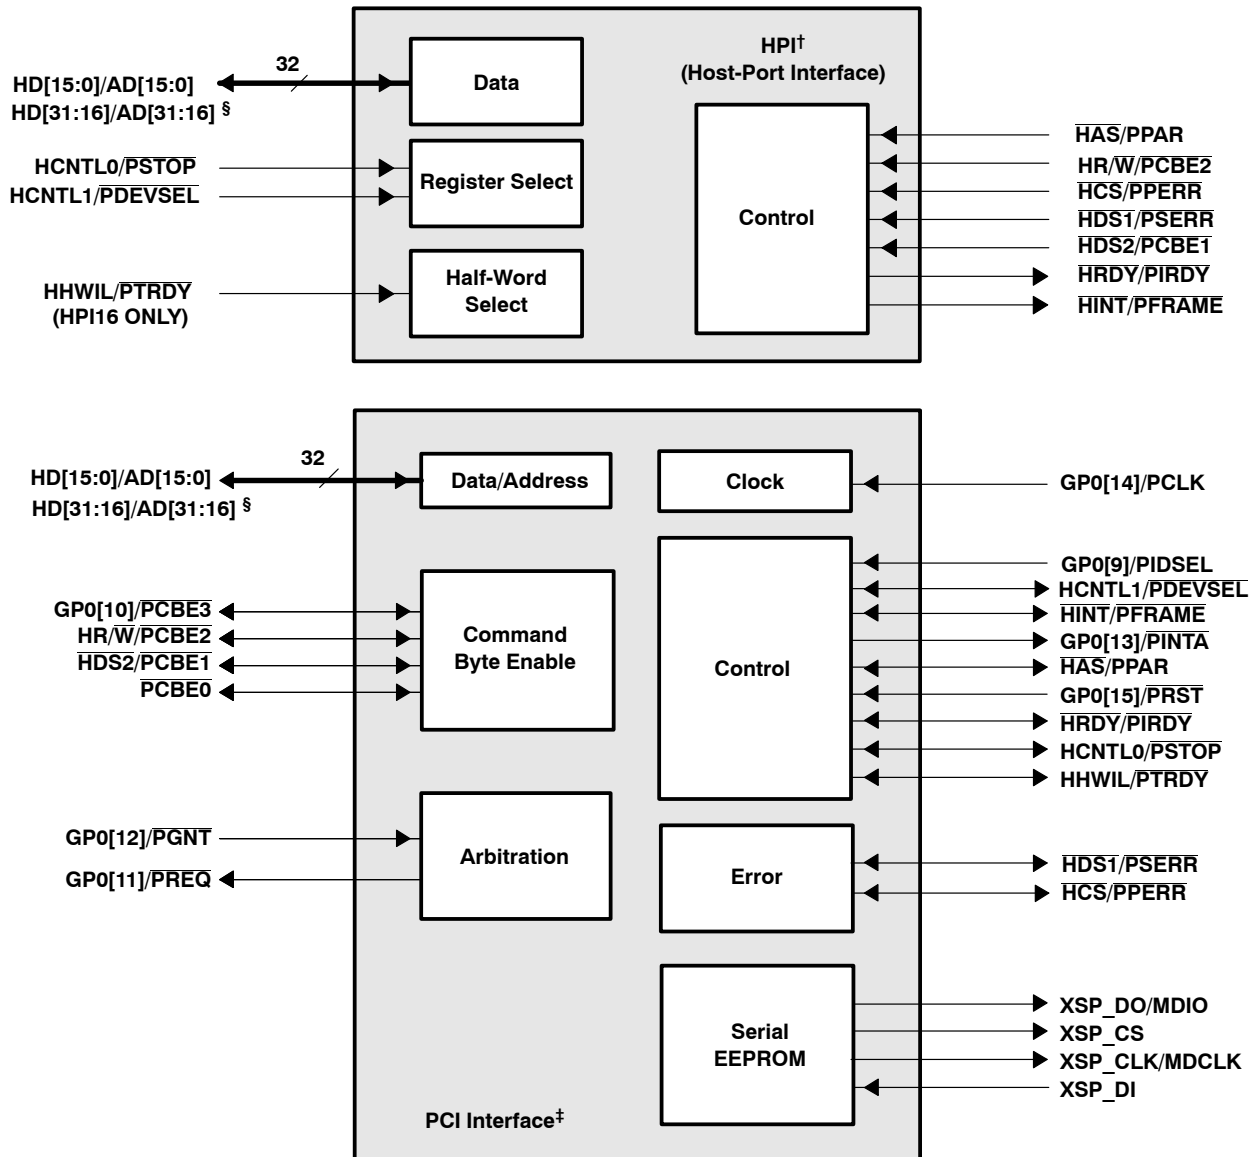 HPI†
(Host-Port Interface)
32
HD[15:0]/AD[15:0]
HD[31:16]/AD[31:16] §
Data
HCNTL0/PSTOP
HCNTL1/PDEVSEL
Register Select
HHWIL/PTRDY
(HPI16 ONLY)
Half-Word
Select
Control
HAS/PPAR
HR/W/PCBE2
HCS/PPERR
HDS1/PSERR
HDS2/PCBE1
HRDY/PIRDY
HINT/PFRAME
32
HD[15:0]/AD[15:0]
HD[31:16]/AD[31:16] §
Data/Address
Clock
GP0[14]/PCLK
GP0[10]/PCBE3
HR/W/PCBE2
HDS2/PCBE1
PCBE0
Command
Byte Enable
Control
GP0[9]/PIDSEL
HCNTL1/PDEVSEL
HINT/PFRAME
GP0[13]/PINTA
HAS/PPAR
GP0[15]/PRST
HRDY/PIRDY
HCNTL0/PSTOP
HHWIL/PTRDY
GP0[12]/PGNT
GP0[11]/PREQ
Arbitration
Error
HDS1/PSERR
HCS/PPERR
Serial
EEPROM
XSP_DO/MDIO
XSP_CS
XSP_CLK/MDCLK
XSP_DI
PCI Interface‡